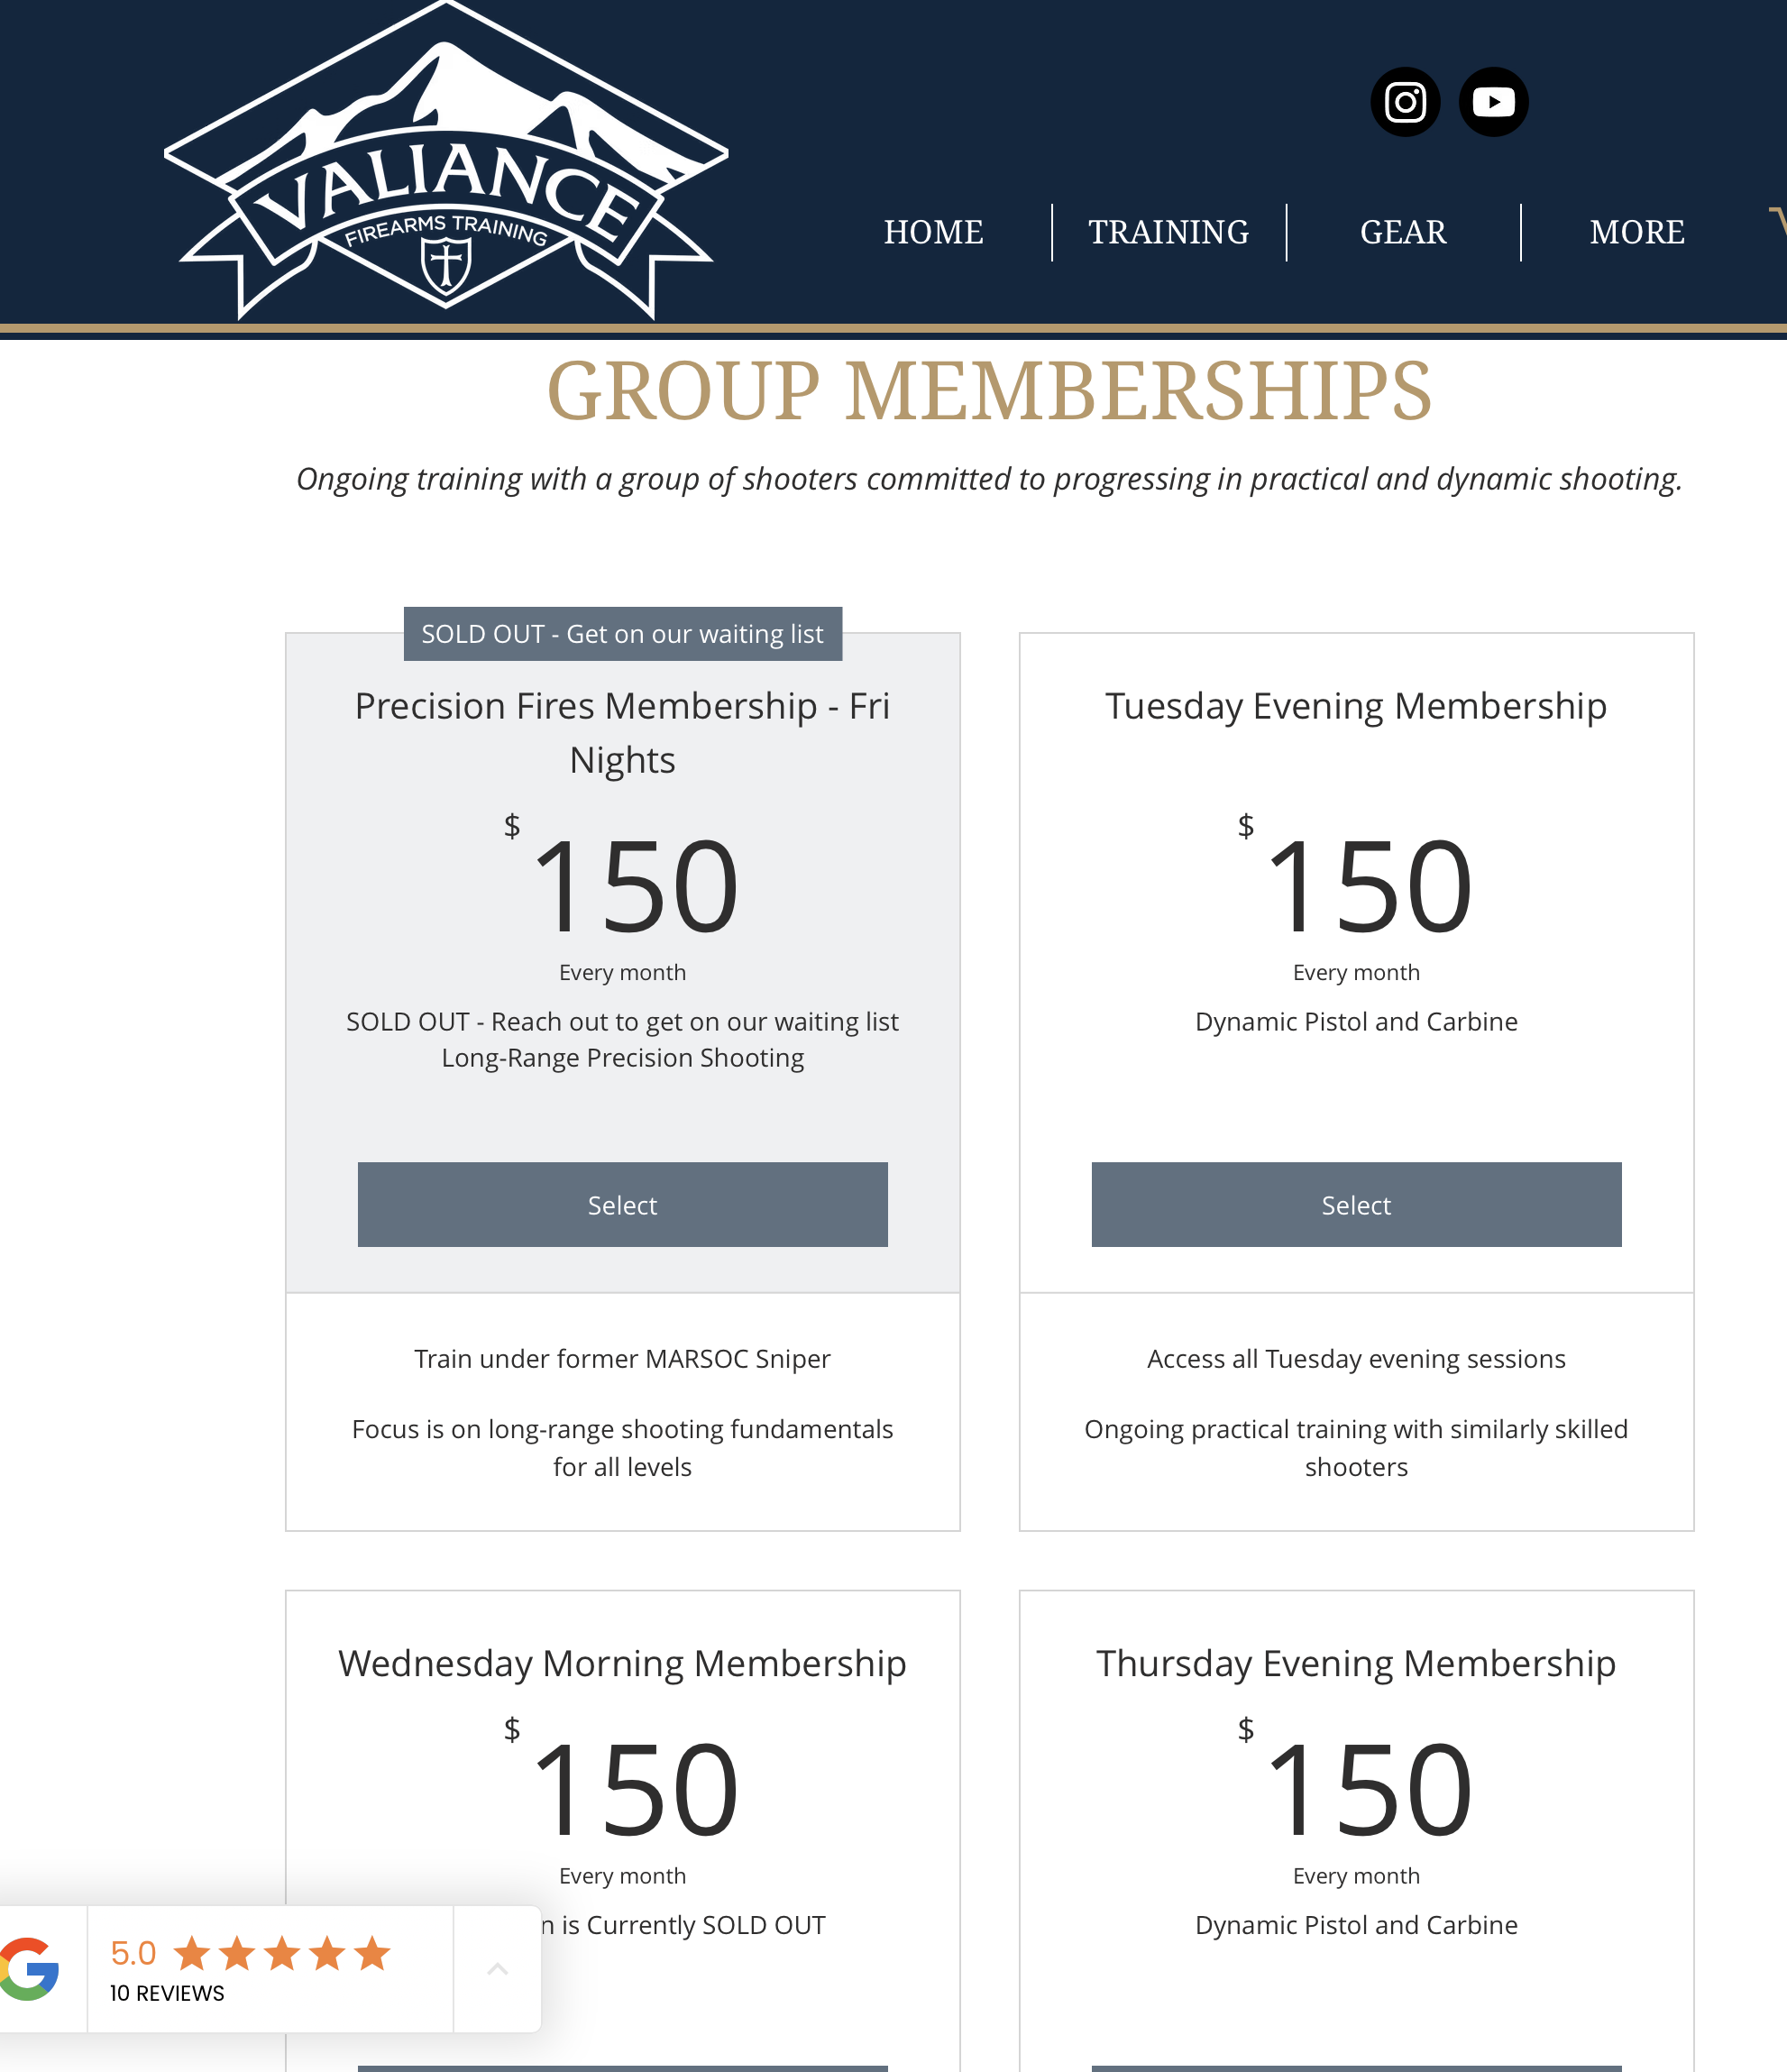 VALIANCE
FIREARMS TRAINING
HOME
TRAINING
GEAR
MORE
GROUP MEMBERSHIPS
Ongoing training with a group of shooters committed to progressing in practical and dynamic shooting.
SOLD OUT - Get on our waiting list
Precision Fires Membership - Fri
Nights
$150
Every month
SOLD OUT - Reach out to get on our waiting list
Long-Range Precision Shooting
Select
Train under former MARSOC Sniper
Focus is on long-range shooting fundamentals
for all levels
Tuesday Evening Membership
$150
Every month
Dynamic Pistol and Carbine
Select
Access all Tuesday evening sessions
Ongoing practical training with similarly skilled
shooters
Wednesday Morning Membership
$150
Every month
is Currently SOLD OUT
Thursday Evening Membership
$150
Every month
Dynamic Pistol and Carbine
5.0
10 REVIEWS